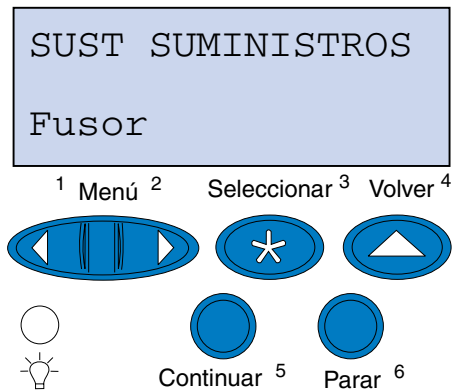 SUST SUMINISTROS
Fusor
1 Menú 2 Seleccionar 3 Volver 4
Continuar 5 Parar 6